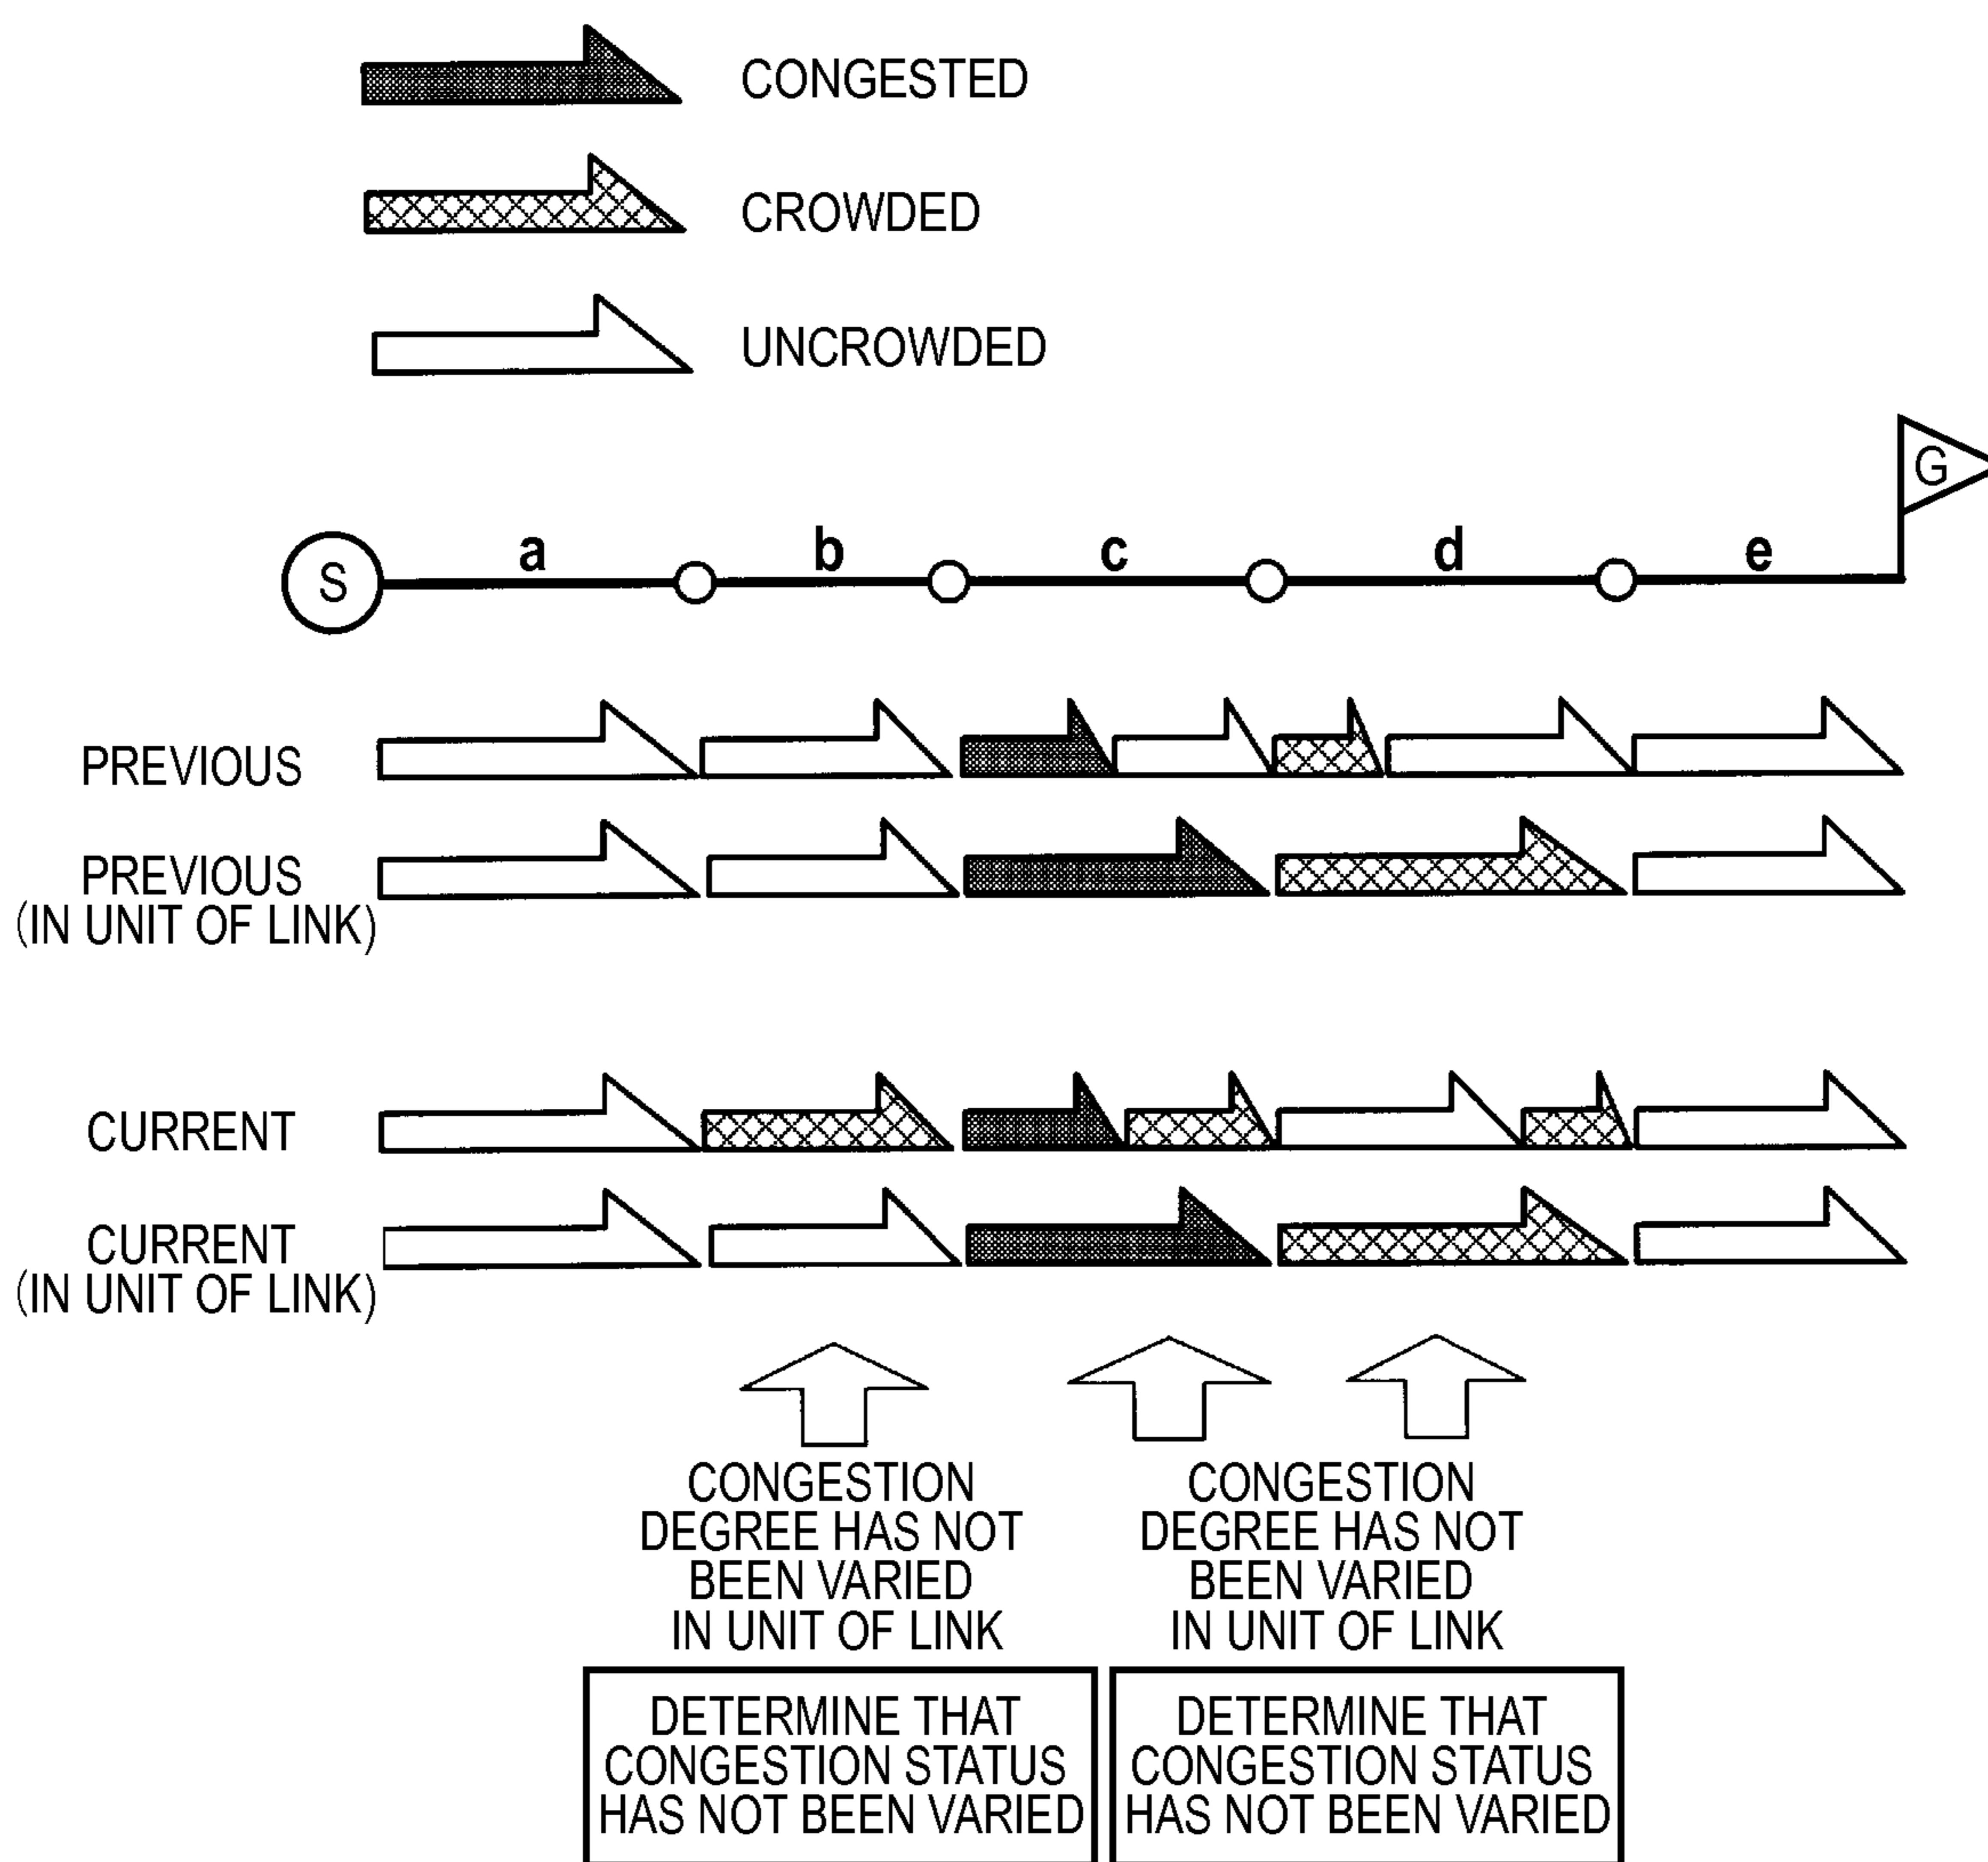 CONGESTED
CROWDED
UNCROWDED
G
S
a b c d e
PREVIOUS
PREVIOUS
(IN UNIT OF LINK)
CURRENT
CURRENT
(IN UNIT OF LINK)
CONGESTION
DEGREE HAS NOT
BEEN VARIED
IN UNIT OF LINK
CONGESTION
DEGREE HAS NOT
BEEN VARIED
IN UNIT OF LINK
DETERMINE THAT
CONGESTION STATUS
HAS NOT BEEN VARIED
DETERMINE THAT
CONGESTION STATUS
HAS NOT BEEN VARIED